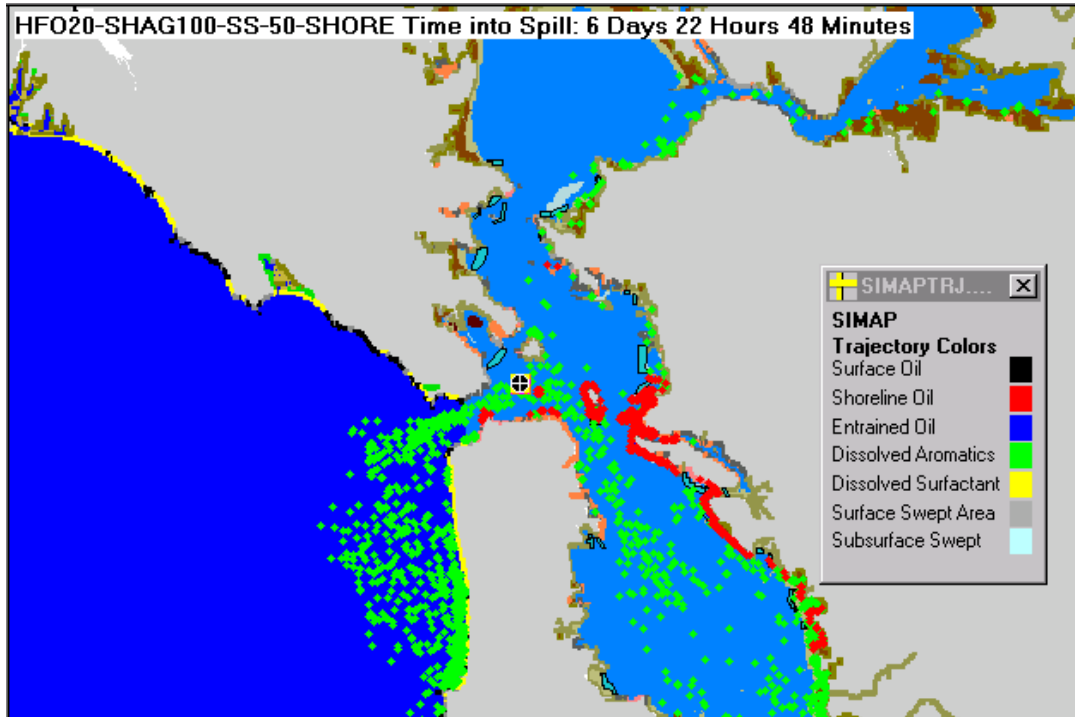 HFO20-SHAG100-SS-50-SHORE Time into Spill: 6 Days 22 Hours 48 Minutes
SIMAPTRJ....
SIMAP
Trajectory Colors
Surface Oil
Shoreline Oil
Entrained Oil
Dissolved Aromatics
Dissolved Surfactant
Surface Swept Area
Subsurface Swept